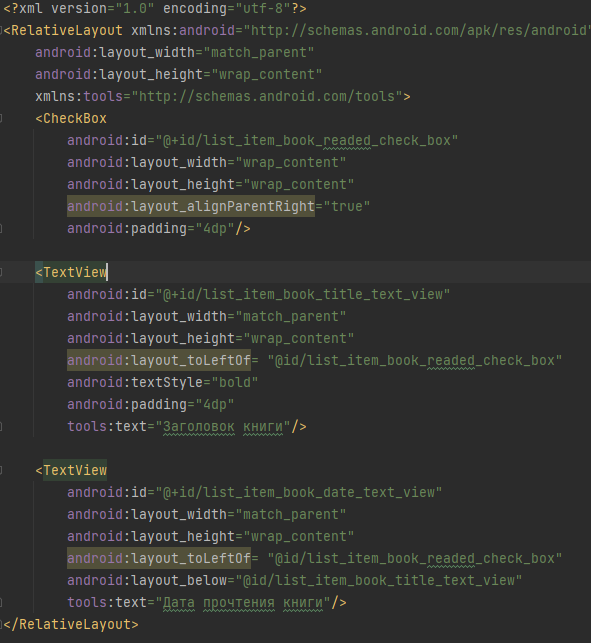 <?xml version="1.0" encoding="utf-8"?>
<RelativeLayout xmlns:android="http://schemas.android.com/apk/res/android"
    android:layout_width="match_parent"
    android:layout_height="wrap_content"
    xmlns:tools="http://schemas.android.com/tools">
    <CheckBox
        android:id="@+id/list_item_book_readed_check_box"
        android:layout_width="wrap_content"
        android:layout_height="wrap_content"
        android:layout_alignParentRight="true"
        android:padding="4dp"/>

    <TextView
        android:id="@+id/list_item_book_title_text_view"
        android:layout_width="match_parent"
        android:layout_height="wrap_content"
        android:layout_toLeftOf= "@id/list_item_book_readed_check_box"
        android:textStyle="bold"
        android:padding="4dp"
        tools:text="Заголовок книги"/>

    <TextView
        android:id="@+id/list_item_book_date_text_view"
        android:layout_width="match_parent"
        android:layout_height="wrap_content"
        android:layout_toLeftOf= "@id/list_item_book_readed_check_box"
        android:layout_below="@id/list_item_book_title_text_view"
        tools:text="Дата прочтения книги"/>
</RelativeLayout>